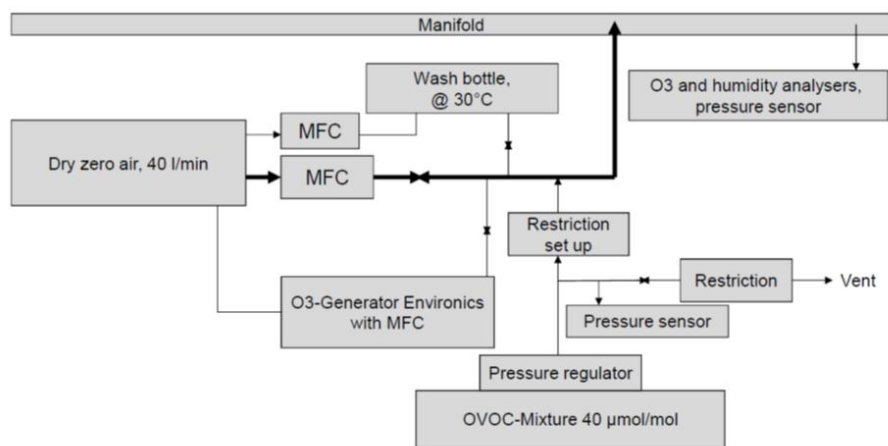 Manifold
Wash bottle,
@ 30°C
O3 and humidity analysers,
pressure sensor
MFC
Dry zero air, 40 l/min
MFC
Restriction
set up
O3-Generator Environics
with MFC
Restriction
Vent
Pressure sensor
Pressure regulator
OVOC-Mixture 40 µmol/mol